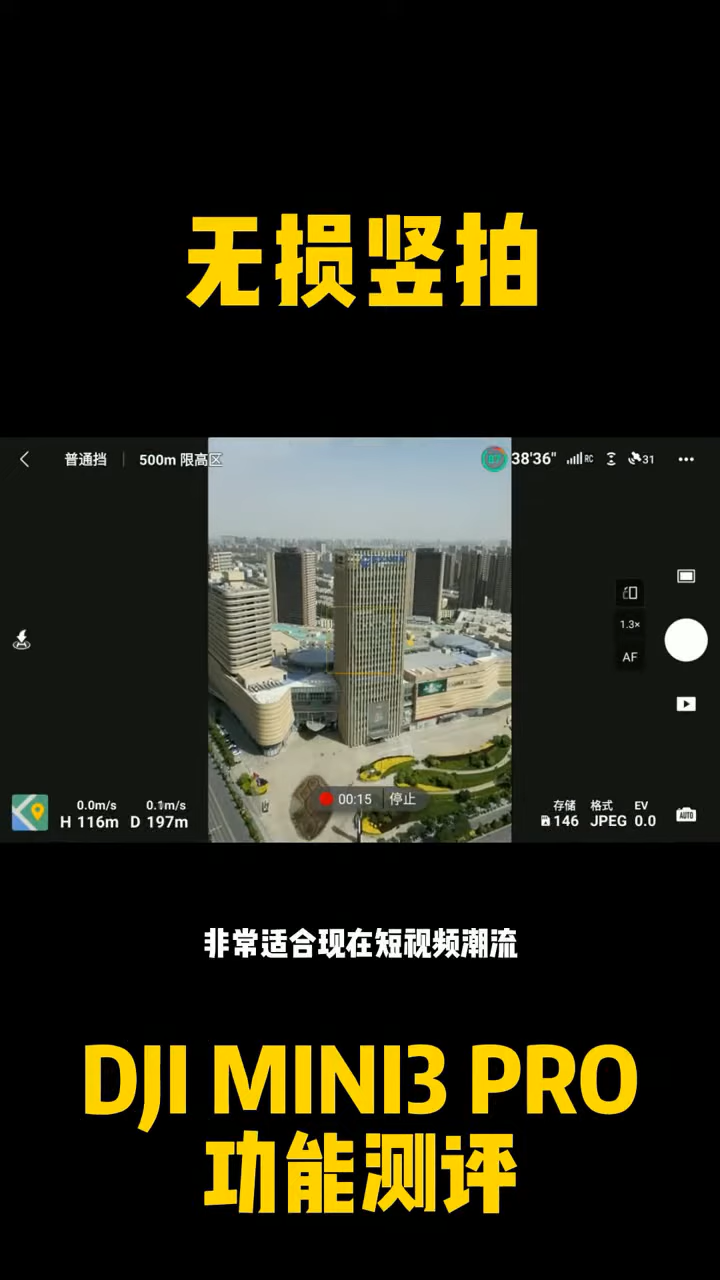 无损竖拍
普通挡
500m 限高区
38'36"
RC
31
1.3×
AF
00:15
停止
0.0m/s
0.1m/s
H 116m
D 197m
存储
格式
EV
146
JPEG
0.0
AUTO
非常适合现在短视频潮流
DJI MINI3 PRO
功能测评